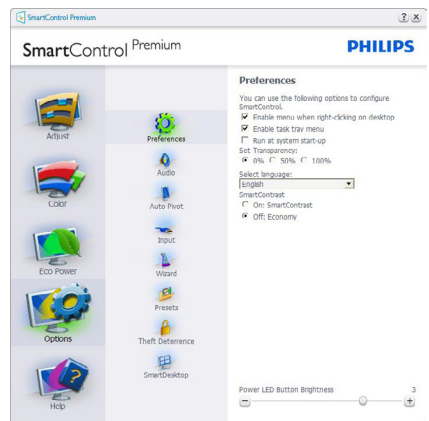 SmartControl Premium
SmartControl Premium
PHILIPS
Adjust
Color
Eco Power
Options
Help
Preferences
Audio
Auto Pivot
Input
Wizard
Presets
Theft Deterrence
SmartDesktop
Preferences
You can use the following options to configure
SmartControl.
Enable menu when right-clicking on desktop
Enable task tray menu
Run at system start-up
Set Transparency:
0% 50% 100%
Select language:
English
SmartContrast
On: SmartContrast
Off: Economy
Power LED Button Brightness 3